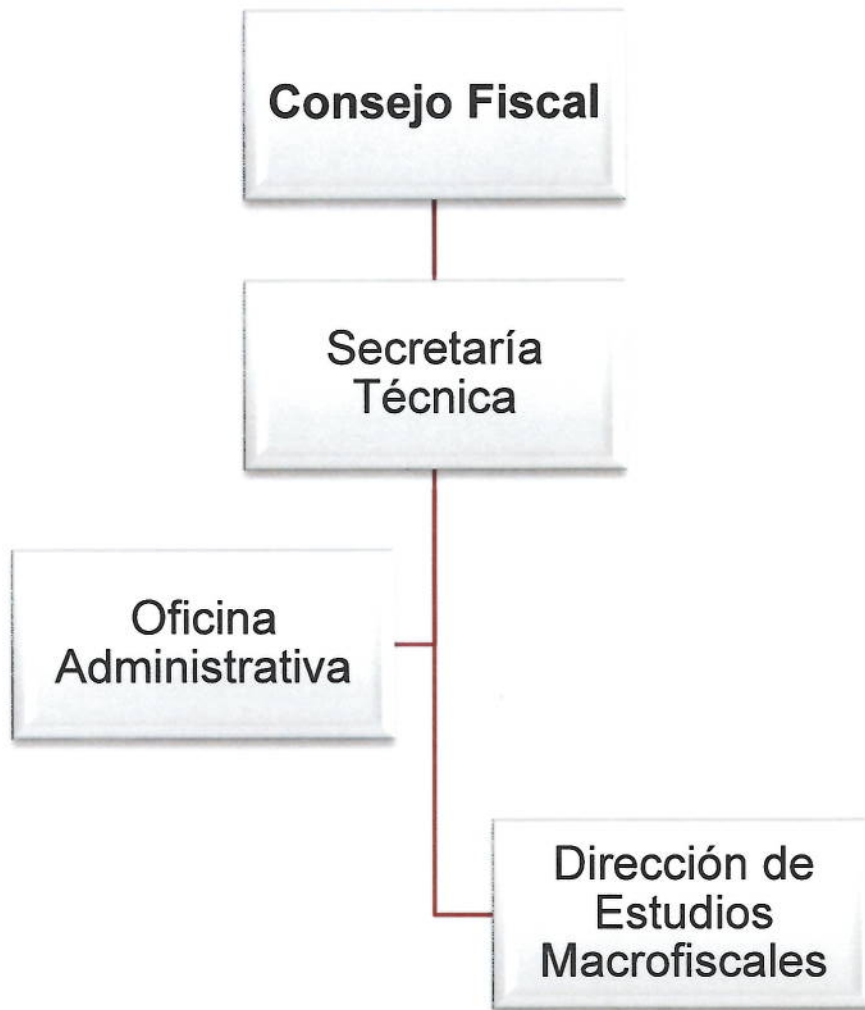 Consejo Fiscal
Secretaría
Técnica
Oficina
Administrativa
Dirección de
Estudios
Macrofiscales